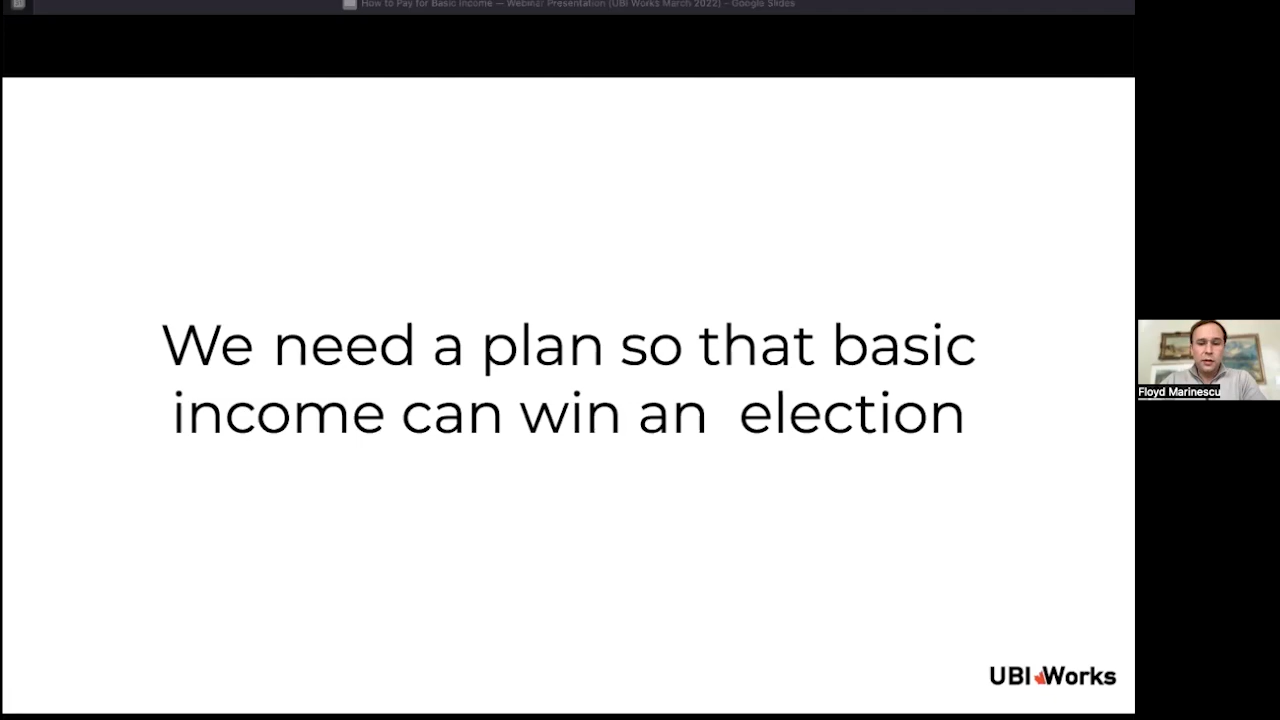 How to Pay for Basic Income — Webinar Presentation (UBI Works March 2022) - Google Slides
We need a plan so that basic
income can win an  election
Floyd Marinescu
UBI Works